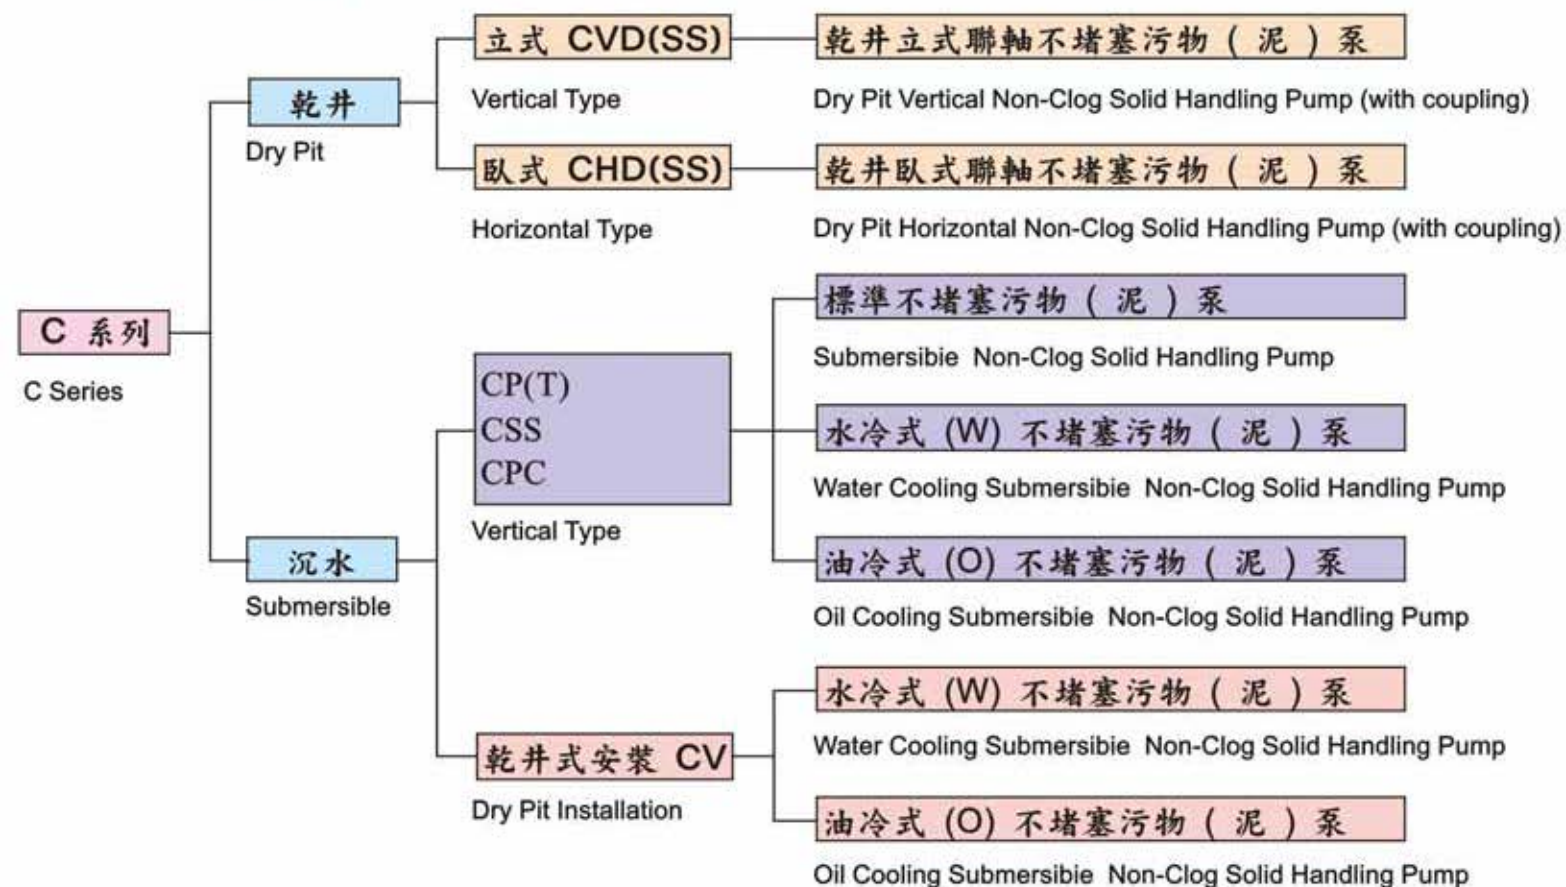 C 系列
C Series
乾井
Dry Pit
立式 CVD(SS)
Vertical Type
乾井立式聯軸不堵塞污物 ( 泥 ) 泵
Dry Pit Vertical Non-Clog Solid Handling Pump (with coupling)
臥式 CHD(SS)
Horizontal Type
乾井臥式聯軸不堵塞污物 ( 泥 ) 泵
Dry Pit Horizontal Non-Clog Solid Handling Pump (with coupling)
沉水
Submersible
CP(T)
CSS
CPC
Vertical Type
標準不堵塞污物 ( 泥 ) 泵
Submersibie Non-Clog Solid Handling Pump
水冷式 (W) 不堵塞污物 ( 泥 ) 泵
Water Cooling Submersibie Non-Clog Solid Handling Pump
油冷式 (O) 不堵塞污物 ( 泥 ) 泵
Oil Cooling Submersibie Non-Clog Solid Handling Pump
乾井式安裝 CV
Dry Pit Installation
水冷式 (W) 不堵塞污物 ( 泥 ) 泵
Water Cooling Submersibie Non-Clog Solid Handling Pump
油冷式 (O) 不堵塞污物 ( 泥 ) 泵
Oil Cooling Submersibie Non-Clog Solid Handling Pump